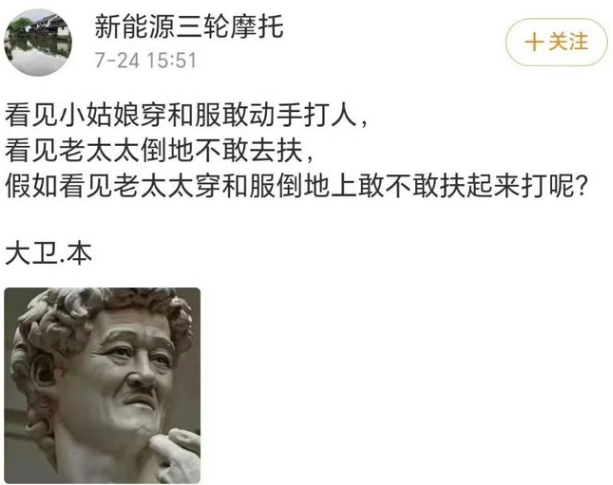 新能源三轮摩托
7-24 15:51
+关注
看见小姑娘穿和服敢动手打人，
看见老太太倒地不敢去扶，
假如看见老太太穿和服倒地上敢不敢扶起来打呢？
大卫.本